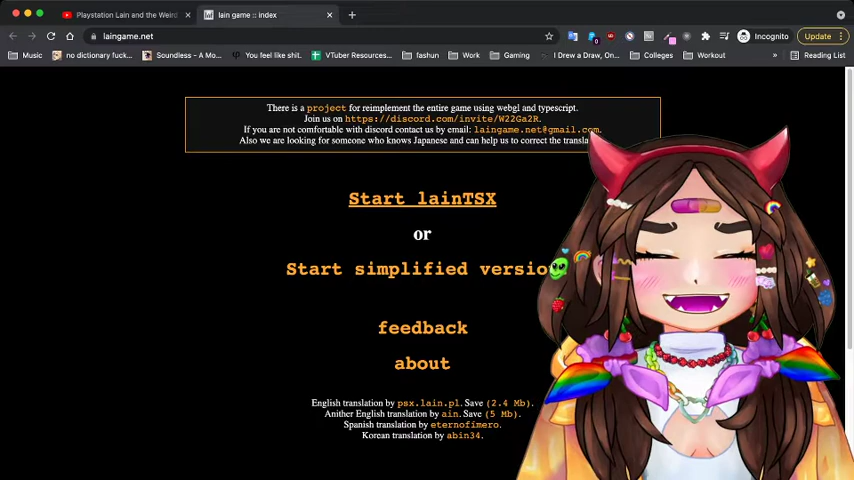 Playstation Lain and the Weird
lain game :: index
laingame.net
Incognito
Update
Music
no dictionary fuck...
Soundless - A Mo...
You feel like shit.
VTuber Resources...
fashun
Work
Gaming
I Drew a Draw, On...
Colleges
Workout
Reading List
There is a project for reimplement the entire game using webgl and typescript.
Join us on https://discord.com/invite/W22Ga2R.
If you are not comfortable with discord contact us by email: laingame.net@gmail.com.
Also we are looking for someone who knows Japanese and can help us to correct the
Start lainTSX
or
Start simplified
feedback
about
English translation by psx.lain.pl. Save (2.4 Mb).
Anither English translation by ain. Save (5 Mb).
Spanish translation by eternofimero.
Korean translation by abin34.